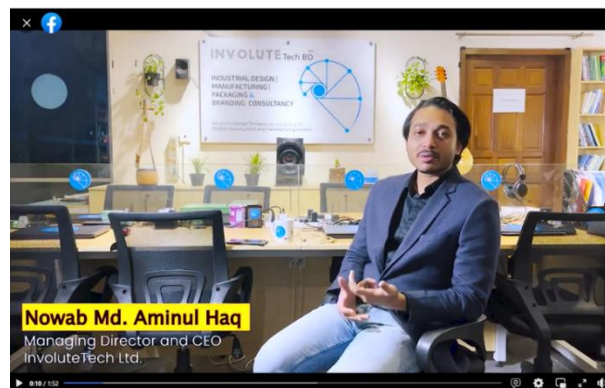 INVOLUTE Tech BD
INDUSTRIAL DESIGN |
MANUFACTURING |
PACKAGING &
BRANDING CONSULTANCY
Nowab Md. Aminul Haq
Managing Director and CEO
InvoluteTech Ltd.
0:10 / 1:52